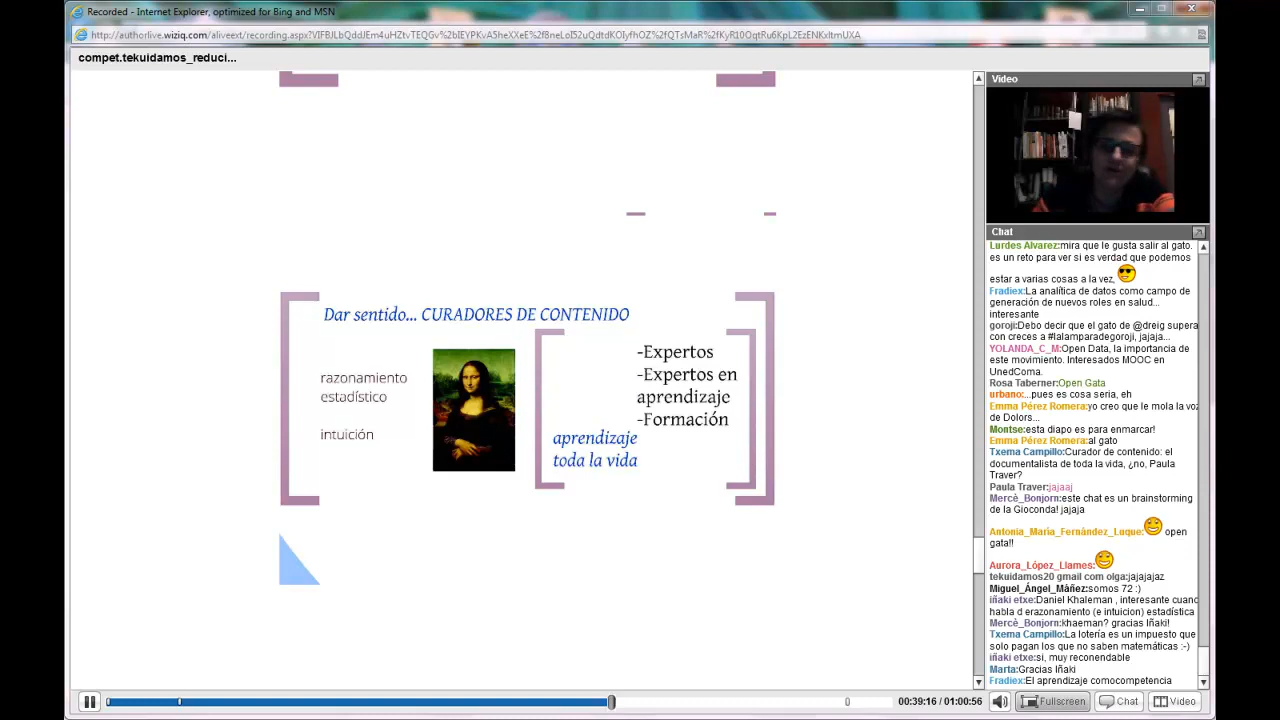 Recorded - Internet Explorer, optimized for Bing and MSN
compet.tekuidamos_reduci...
Dar sentido... CURADORES DE CONTENIDO
razonamiento
estadístico
intuición
-Expertos
-Expertos en
aprendizaje
-Formación
aprendizaje
toda la vida
Video
Chat
Lurdes Alvarez:mira que le gusta salir al gato.
es un reto para ver si es verdad que podemos
estar a varias cosas a la vez,
Fradiex:La analítica de datos como campo de
generación de nuevos roles en salud...
interesante
goroji:Debo decir que el gato de @dreig supera
con creces a #lalamparadegoroji, jajaja...
YOLANDA_C_M:Open Data, la importancia de
este movimiento. Interesados MOOC en
UnedComa.
Rosa Taberner:Open Gata
urbano:...pues es cosa seria, eh
Emma Pérez Romera:yo creo que le mola la voz
de Dolors...
Montse:esta diapo es para enmarcar!
Emma Pérez Romera:al gato
Txema Campillo:Curador de contenido: el
documentalista de toda la vida, ¿no, Paula
Traver?
Paula Traver:jajaaj
Mercè_Bonjorn:este chat es un brainstorming
de la Gioconda! jajaja
Antonia_María_Fernández_Luque: open
gata!!
Aurora_López_Llames:
tekuidamos20 gmail com olga:jajajajaz
Miguel_Ángel_Máñez:somos 72 :)
iñaki etxe:Daniel Khaleman , interesante cuand
habla d erazonamiento (e intuicion) estadística
Mercè_Bonjorn:khaeman? gracias Iñaki!
Txema Campillo:La lotería es un impuesto que
solo pagan los que no saben matemáticas :-)
iñaki etxe:si, muy reconendable
Marta:Gracias Iñaki
Fradiex:El aprendizaje comocompetencia
0
00:39:16 / 01:00:56
Fullscreen
Chat
Video